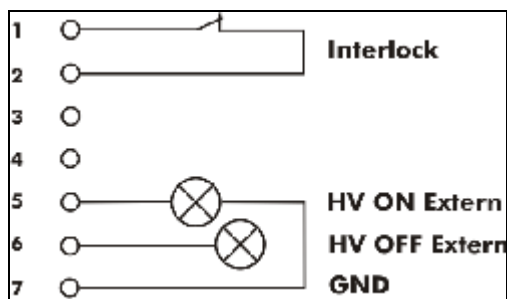 1
Interlock
2
3
4
5 HV ON Extern
6 HV OFF Extern
7 GND